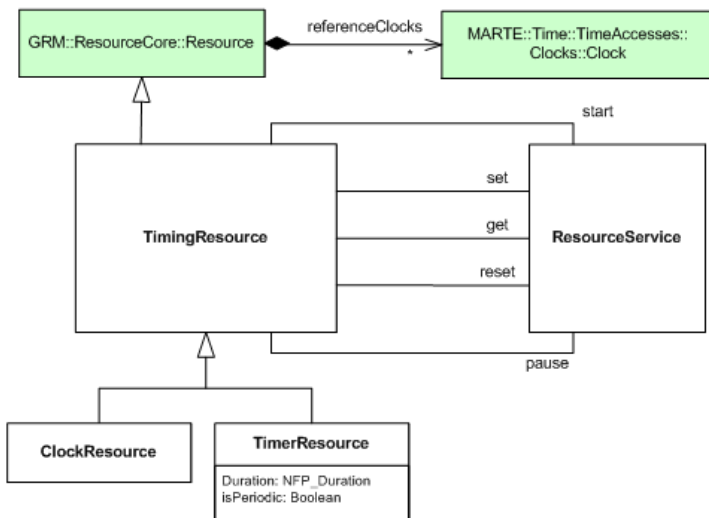 referenceClocks
GRM::ResourceCore::Resource
MARTE::Time::TimeAccesses::
Clocks::Clock
*
start
set
TimingResource
get
ResourceService
reset
pause
ClockResource
TimerResource
Duration: NFP_Duration
isPeriodic: Boolean